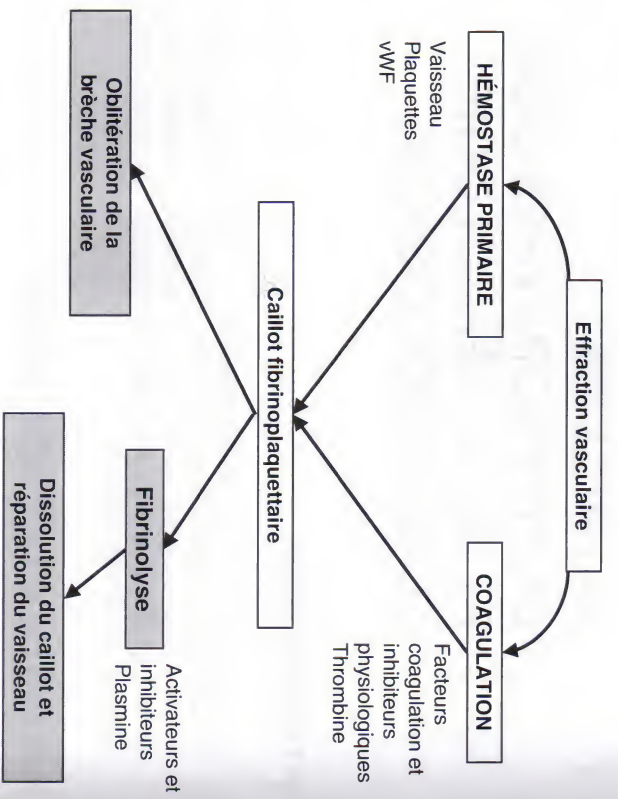 Effraction vasculaire
HÉMOSTASE PRIMAIRE
Vaisseau
Plaquettes
vWF
COAGULATION
Facteurs
coagulation et
inhibiteurs
physiologiques
Thrombine
Caillot fibrinoplaquettaire
Oblitération de la
brèche vasculaire
Fibrinolyse
Activateurs et
inhibiteurs
Plasmine
Dissolution du caillot et
réparation du vaisseau